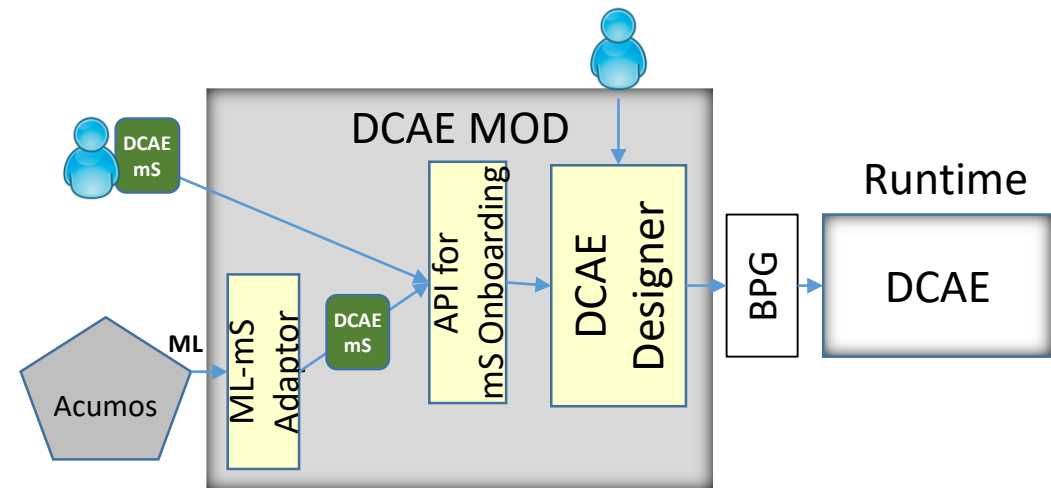 DCAE MOD
DCAE
mS
Runtime
API for
mS Onboarding
DCAE
Designer
BPG
DCAE
ML
ML-mS
Adaptor
DCAE
mS
Acumos